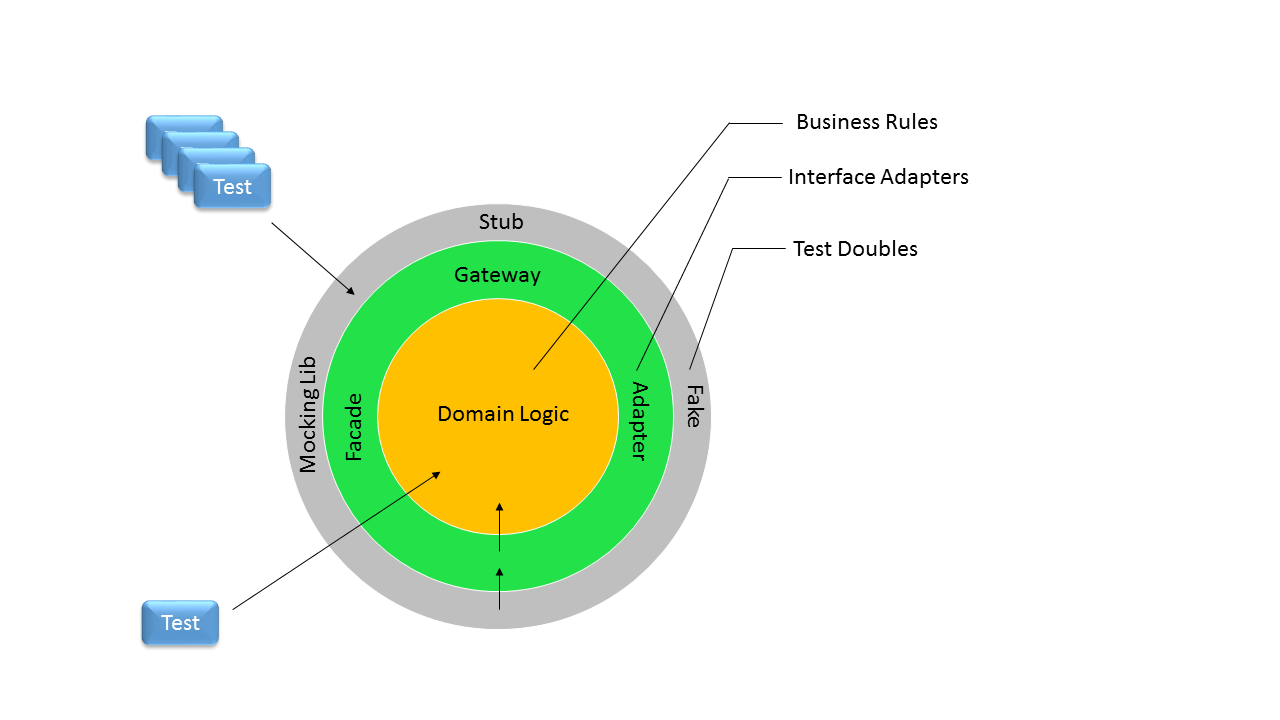 Business Rules
Interface Adapters
Test
Stub
Test Doubles
Gateway
Mocking Lib
Facade
Domain Logic
Adapter
Fake
Test